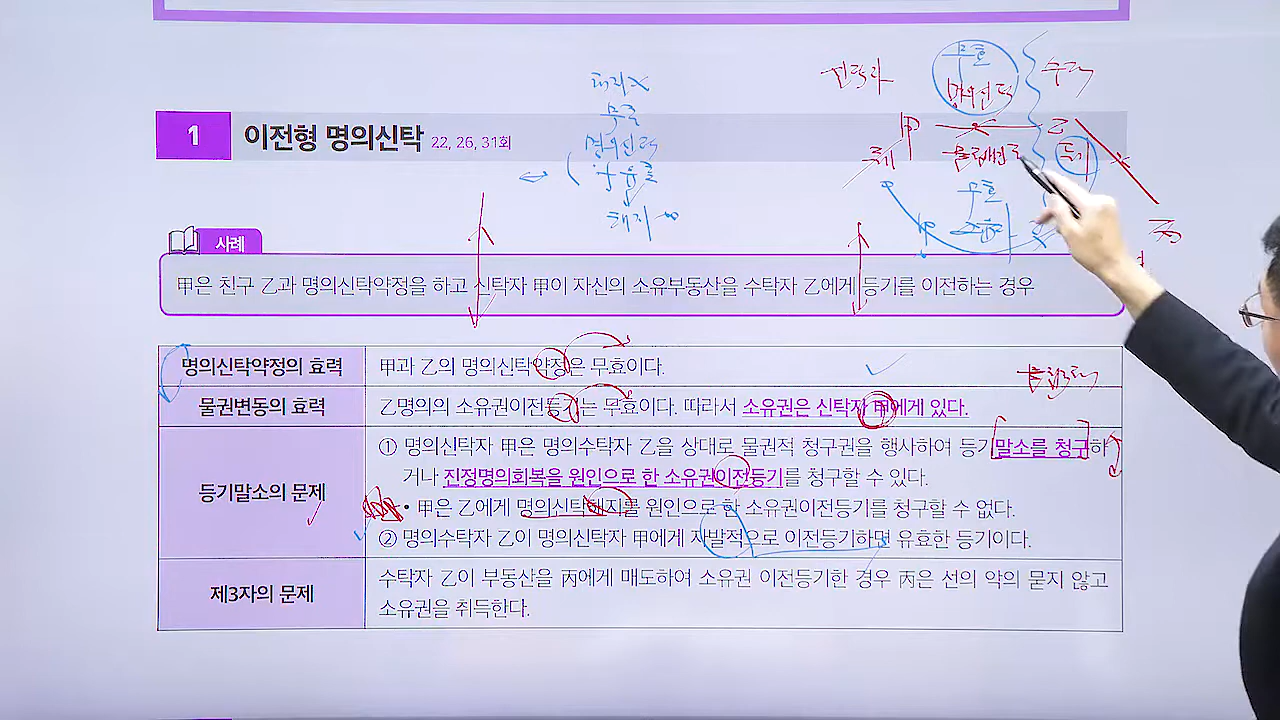 1 이전형 명의신탁 22, 26, 31회
무효
명의신탁
乙
등기
무효
사례
甲은 친구 乙과 명의신탁약정을 하고 신탁자 甲이 자신의 소유부동산을 수탁자 乙에게 등기를 이전하는 경우
명의신탁약정의 효력
甲과 乙의 명의신탁약정은 무효이다.
물권변동의 효력
乙명의의 소유권이전등기는 무효이다. 따라서 소유권은 신탁자 甲에게 있다.
등기말소의 문제
① 명의신탁자 甲은 명의수탁자 乙을 상대로 물권적 청구권을 행사하여 등기말소를 청구하
거나 진정명의회복을 원인으로 한 소유권이전등기를 청구할 수 있다.
• 甲은 乙에게 명의신탁해지를 원인으로 한 소유권이전등기를 청구할 수 없다.
② 명의수탁자 乙이 명의신탁자 甲에게 자발적으로 이전등기하면 유효한 등기이다.
제3자의 문제
수탁자 乙이 부동산을 丙에게 매도하여 소유권 이전등기한 경우 丙은 선의 악의 묻지 않고
소유권을 취득한다.